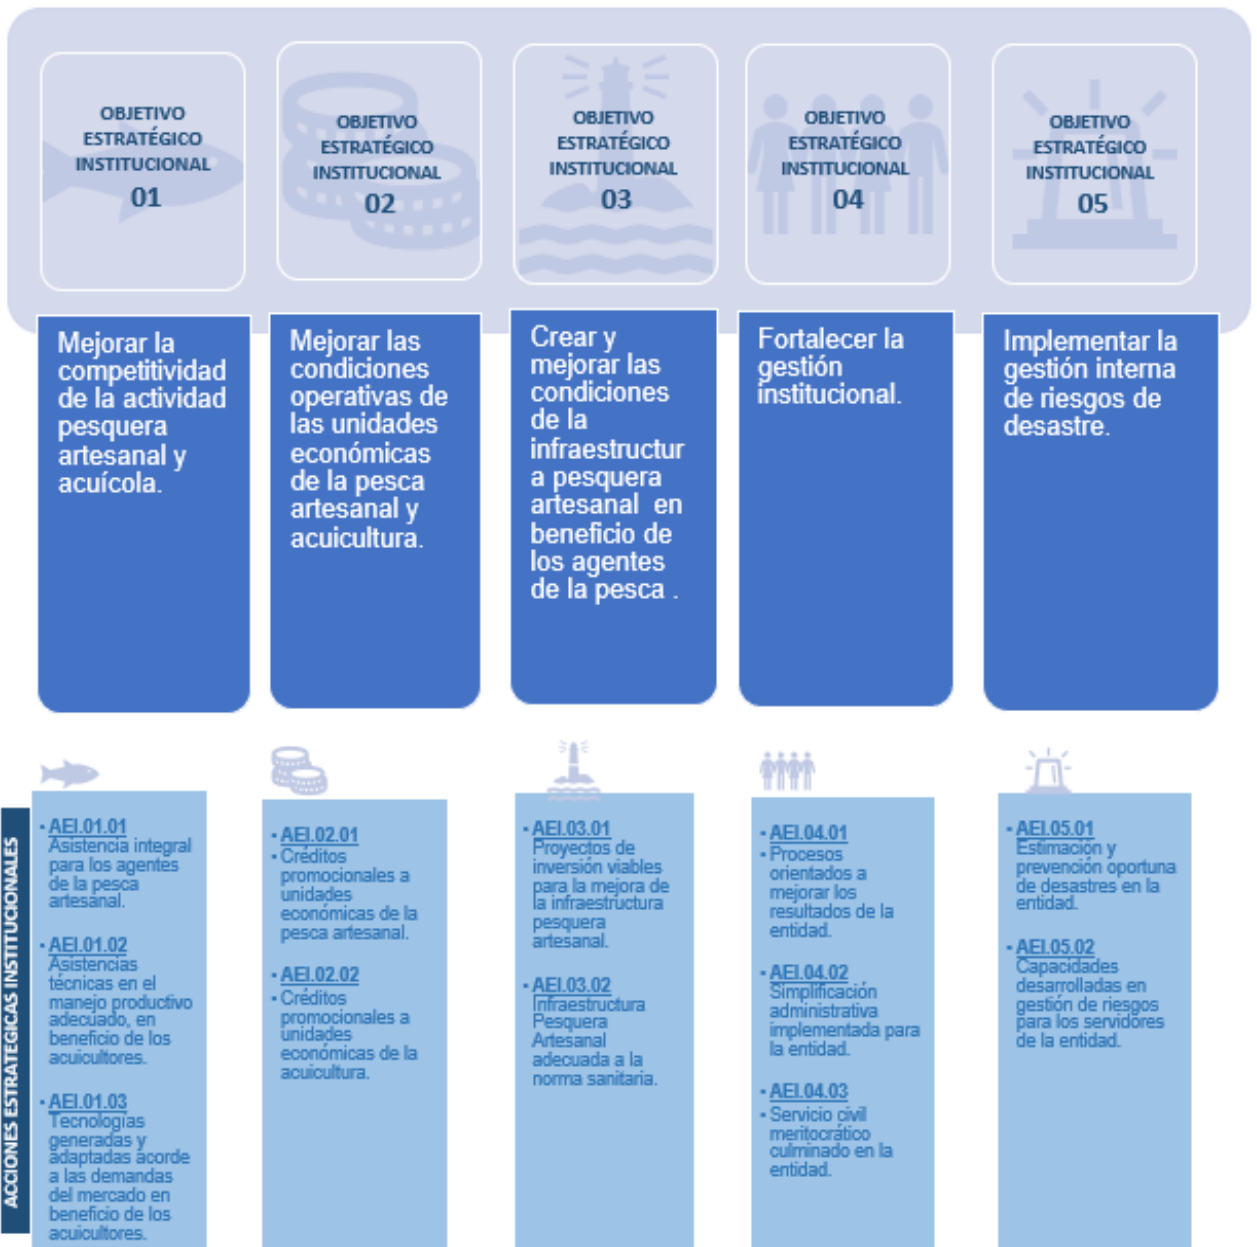 OBJETIVO
ESTRATÉGICO
INSTITUCIONAL
01
OBJETIVO
ESTRATÉGICO
INSTITUCIONAL
02
OBJETIVO
ESTRATÉGICO
INSTITUCIONAL
03
OBJETIVO
ESTRATÉGICO
INSTITUCIONAL
04
OBJETIVO
ESTRATÉGICO
INSTITUCIONAL
05
Mejorar la
competitividad
de la actividad
pesquera
artesanal y
acuícola.
Mejorar las
condiciones
operativas de
las unidades
económicas
de la pesca
artesanal y
acuicultura.
Crear y
mejorar las
condiciones
de la
infraestructur
a pesquera
artesanal en
beneficio de
los agentes
de la pesca .
Fortalecer la
gestión
institucional.
Implementar la
gestión interna
de riesgos de
desastre.
ACCIONES ESTRATEGICAS INSTITUCIONALES
▪ AEI.01.01
Asistencia integral
para los agentes
de la pesca
artesanal.
▪ AEI.01.02
Asistencias
técnicas en el
manejo productivo
adecuado, en
beneficio de los
acuicultores.
▪ AEI.01.03
Tecnologías
generadas y
adaptadas acorde
a las demandas
del mercado en
beneficio de los
acuicultores.
▪ AEI.02.01
▪ Créditos
promocionales a
unidades
económicas de la
pesca artesanal.
▪ AEI.02.02
▪ Créditos
promocionales a
unidades
económicas de la
acuicultura.
▪ AEI.03.01
Proyectos de
inversión viables
para la mejora de
la infraestructura
pesquera
artesanal.
▪ AEI.03.02
Infraestructura
Pesquera
Artesanal
adecuada a la
norma sanitaria.
▪ AEI.04.01
▪ Procesos
orientados a
mejorar los
resultados de la
entidad.
▪ AEI.04.02
Simplificación
administrativa
implementada para
la entidad.
▪ AEI.04.03
▪ Servicio civil
meritocrático
culminado en la
entidad.
▪ AEI.05.01
Estimación y
prevención oportuna
de desastres en la
entidad.
▪ AEI.05.02
Capacidades
desarrolladas en
gestión de riesgos
para los servidores
de la entidad.